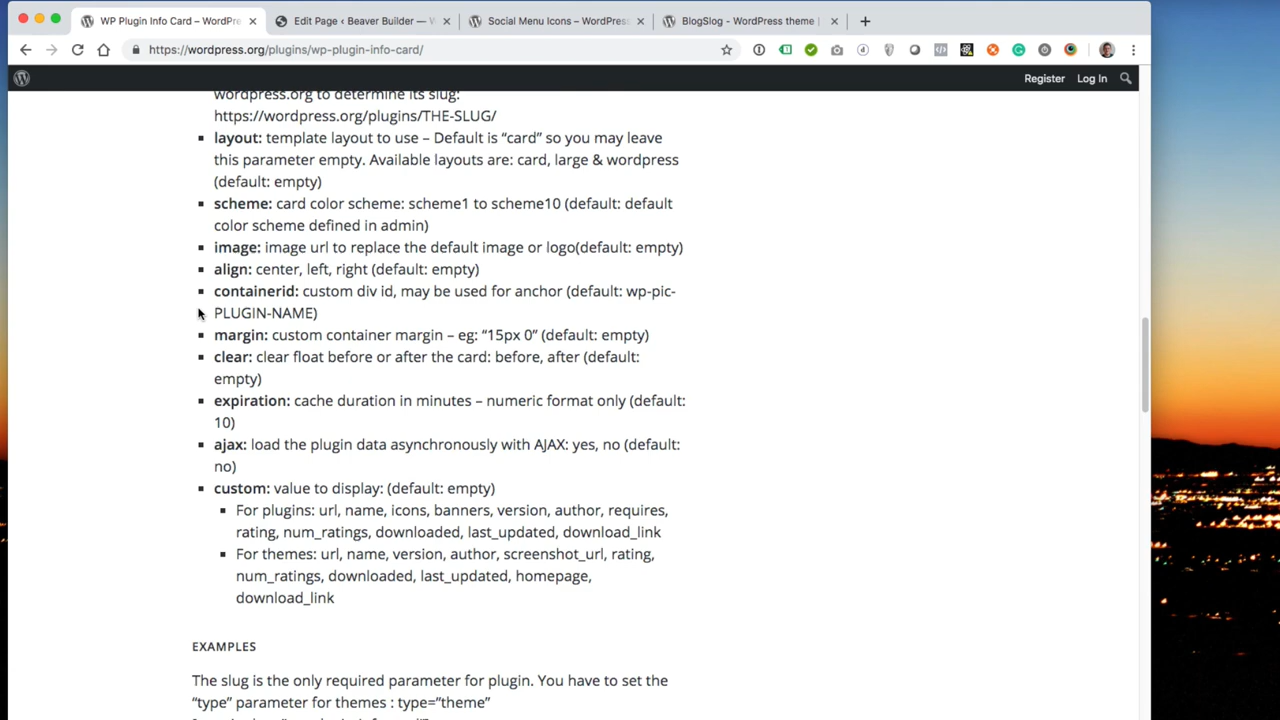 WP Plugin Info Card – WordPre
Edit Page ‹ Beaver Builder — W
Social Menu Icons – WordPress
BlogSlog - WordPress theme |
https://wordpress.org/plugins/wp-plugin-info-card/
Register
Log In
wordpress.org to determine its slug:
https://wordpress.org/plugins/THE-SLUG/
layout: template layout to use – Default is “card” so you may leave
this parameter empty. Available layouts are: card, large & wordpress
(default: empty)
scheme: card color scheme: scheme1 to scheme10 (default: default
color scheme defined in admin)
image: image url to replace the default image or logo(default: empty)
align: center, left, right (default: empty)
containerid: custom div id, may be used for anchor (default: wp-pic-
PLUGIN-NAME)
margin: custom container margin – eg: “15px 0” (default: empty)
clear: clear float before or after the card: before, after (default:
empty)
expiration: cache duration in minutes – numeric format only (default:
10)
ajax: load the plugin data asynchronously with AJAX: yes, no (default:
no)
custom: value to display: (default: empty)
For plugins: url, name, icons, banners, version, author, requires,
rating, num_ratings, downloaded, last_updated, download_link
For themes: url, name, version, author, screenshot_url, rating,
num_ratings, downloaded, last_updated, homepage,
download_link
EXAMPLES
The slug is the only required parameter for plugin. You have to set the
“type” parameter for themes : type=”theme”